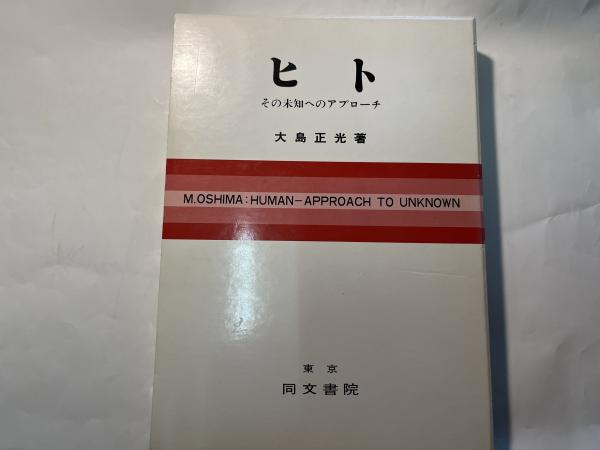 ヒト
その未知へのアプローチ
大島正光著
M.OSHIMA:HUMAN-APPROACH TO UNKNOWN
東京
同文書院